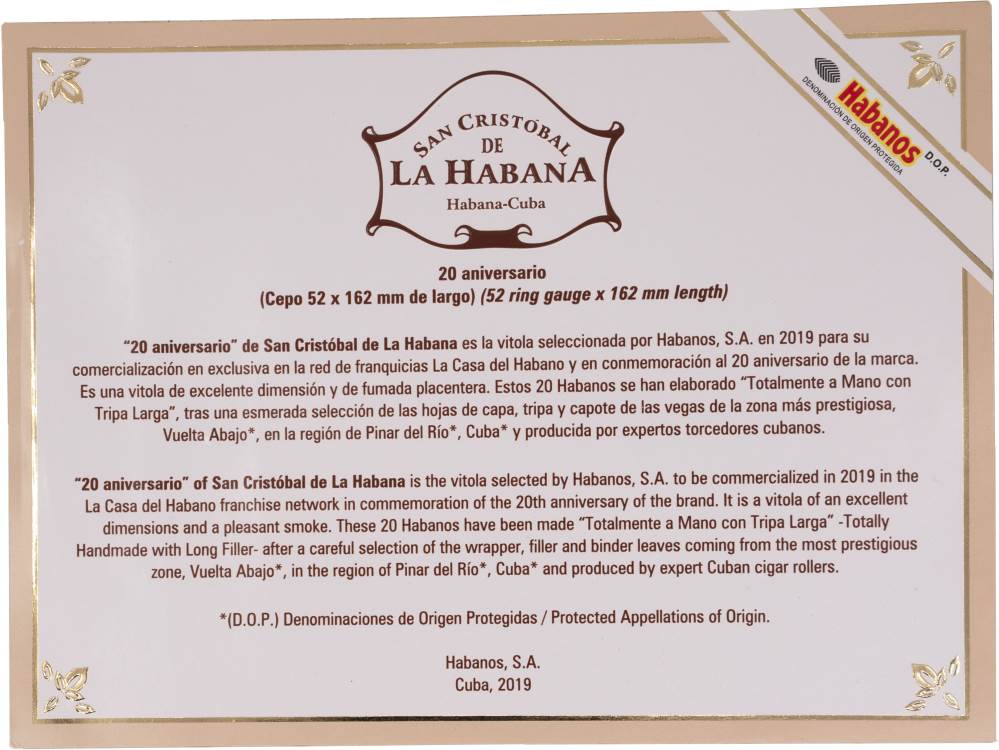 SAN CRISTÓBAL
DE
LA HABANA
Habana-Cuba
Habanos D.O.P.
DENOMINACIÓN DE ORIGEN PROTEGIDA
20 aniversario
(Cepo 52 x 162 mm de largo) (52 ring gauge x 162 mm length)
“20 aniversario” de San Cristóbal de La Habana es la vitola seleccionada por Habanos, S.A. en 2019 para su
comercialización en exclusiva en la red de franquicias La Casa del Habano y en conmemoración al 20 aniversario de la marca.
Es una vitola de excelente dimensión y de fumada placentera. Estos 20 Habanos se han elaborado “Totalmente a Mano con
Tripa Larga”, tras una esmerada selección de las hojas de capa, tripa y capote de las vegas de la zona más prestigiosa,
Vuelta Abajo*, en la región de Pinar del Río*, Cuba* y producida por expertos torcedores cubanos.
“20 aniversario” of San Cristóbal de La Habana is the vitola selected by Habanos, S.A. to be commercialized in 2019 in the
La Casa del Habano franchise network in commemoration of the 20th anniversary of the brand. It is a vitola of an excellent
dimensions and a pleasant smoke. These 20 Habanos have been made “Totalmente a Mano con Tripa Larga” -Totally
Handmade with Long Filler- after a careful selection of the wrapper, filler and binder leaves coming from the most prestigious
zone, Vuelta Abajo*, in the region of Pinar del Río*, Cuba* and produced by expert Cuban cigar rollers.
*(D.O.P.) Denominaciones de Origen Protegidas / Protected Appellations of Origin.
Habanos, S.A.
Cuba, 2019